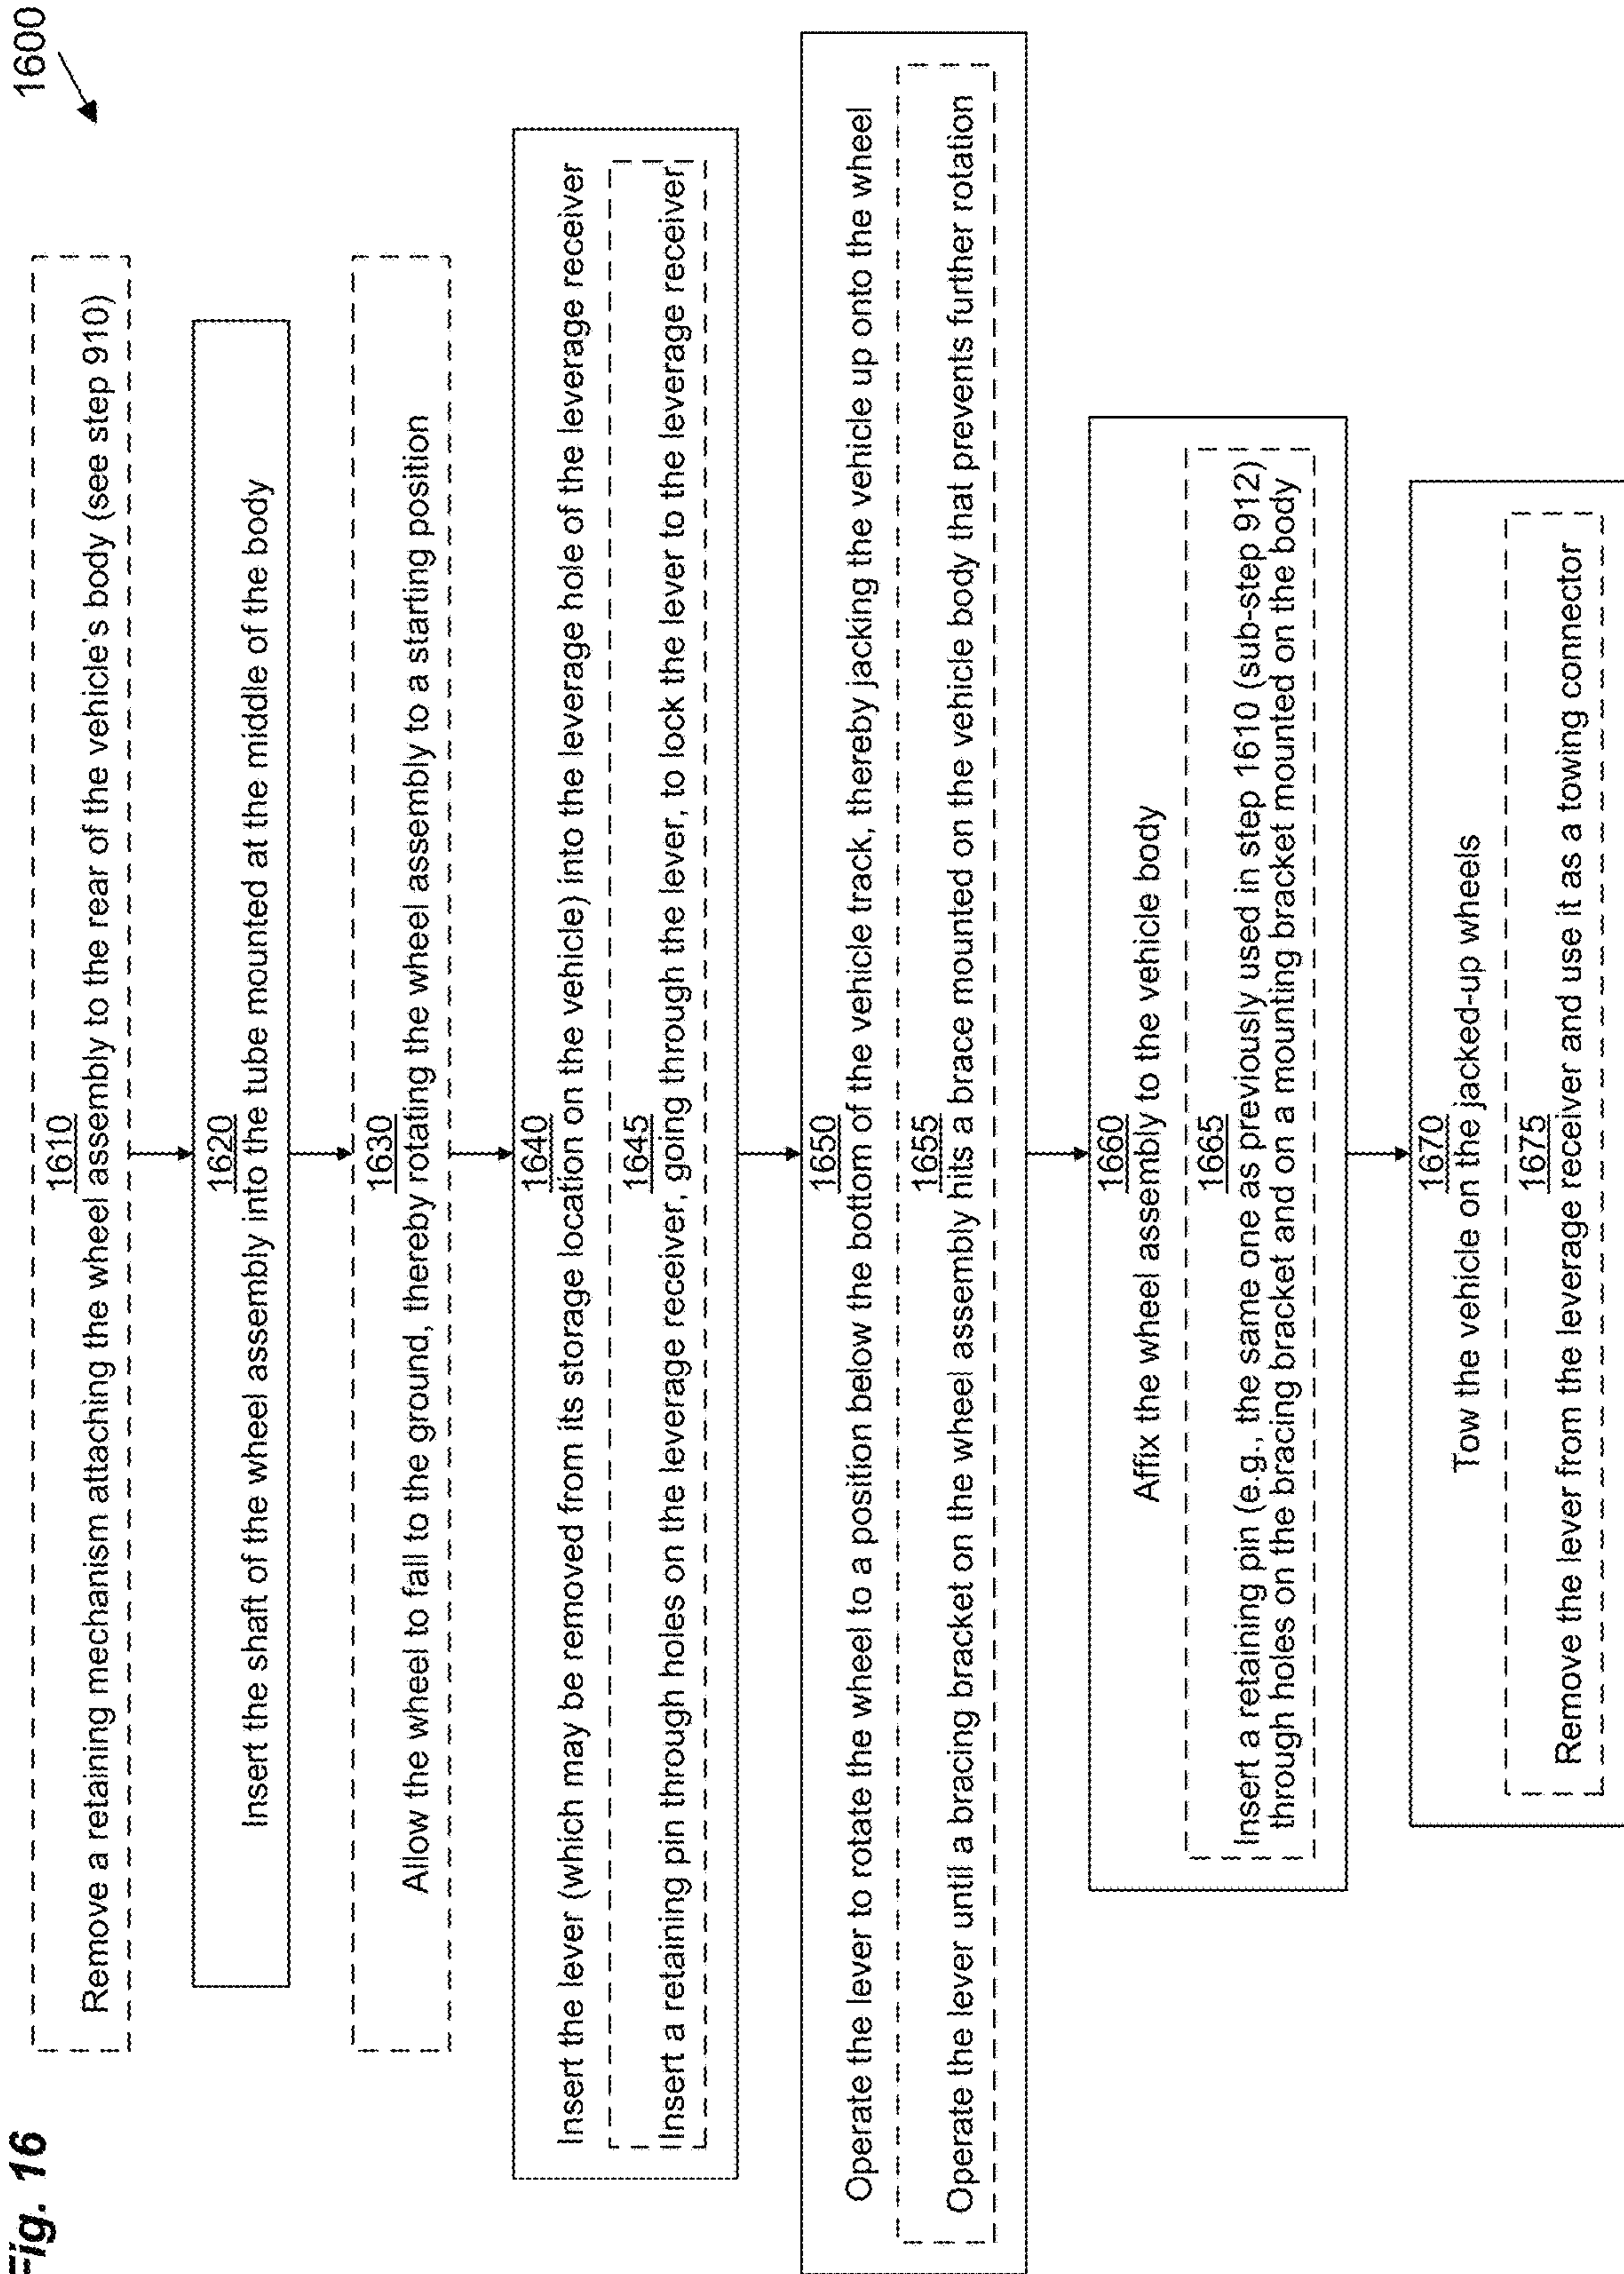 Fig. 16
1600
1610
Remove a retaining mechanism attaching the wheel assembly to the rear of the vehicle's body (see step 910)
1620
Insert the shaft of the wheel assembly into the tube mounted at the middle of the body
1630
Allow the wheel to fall to the ground, thereby rotating the wheel assembly to a starting position
1640
Insert the lever (which may be removed from its storage location on the vehicle) into the leverage hole of the leverage receiver
1645
Insert a retaining pin through holes on the leverage receiver, going through the lever, to lock the lever to the leverage receiver
1650
Operate the lever to rotate the wheel to a position below the bottom of the vehicle track, thereby jacking the vehicle up onto the wheel
1655
Operate the lever until a bracing bracket on the wheel assembly hits a brace mounted on the vehicle body that prevents further rotation
1660
Affix the wheel assembly to the vehicle body
1665
Insert a retaining pin (e.g., the same one as previously used in step 1610 (sub-step 912)
through holes on the bracing bracket and on a mounting bracket mounted on the body
1670
Tow the vehicle on the jacked-up wheels
1675
Remove the lever from the leverage receiver and use it as a towing connector